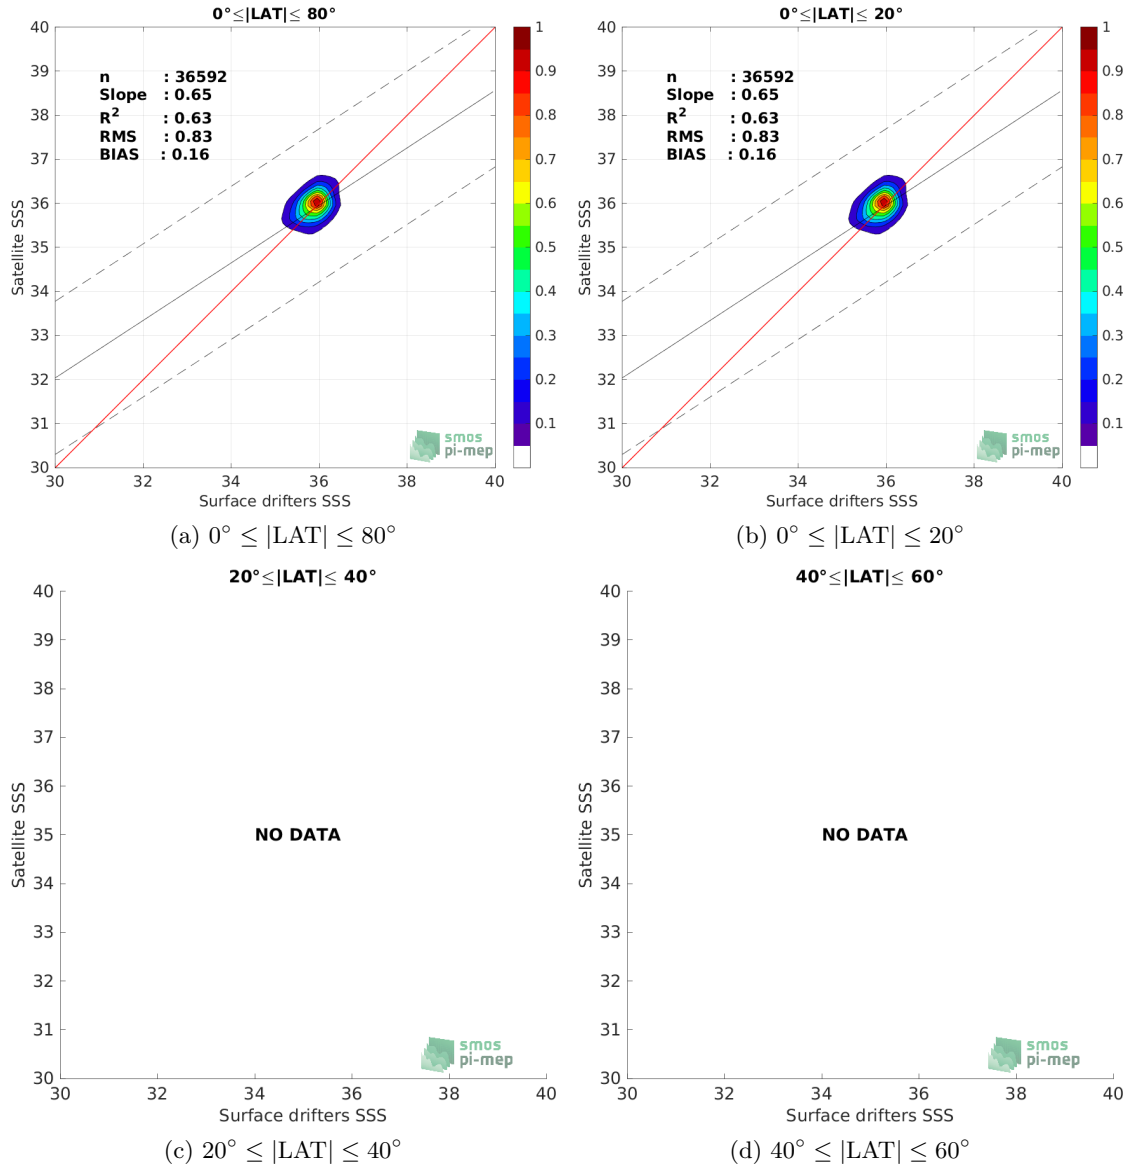 0°≤|LAT|≤ 80°
40
39
38
37
36
35
34
33
32
31
30
Satellite SSS
n : 36592
Slope : 0.65
R² : 0.63
RMS : 0.83
BIAS : 0.16
smos
pi-mep
30 32 34 36 38 40
Surface drifters SSS
1
0.9
0.8
0.7
0.6
0.5
0.4
0.3
0.2
0.1
(a) 0° ≤ |LAT| ≤ 80°
0°≤|LAT|≤ 20°
40
39
38
37
36
35
34
33
32
31
30
Satellite SSS
n : 36592
Slope : 0.65
R² : 0.63
RMS : 0.83
BIAS : 0.16
smos
pi-mep
30 32 34 36 38 40
Surface drifters SSS
1
0.9
0.8
0.7
0.6
0.5
0.4
0.3
0.2
0.1
(b) 0° ≤ |LAT| ≤ 20°
20°≤|LAT|≤ 40°
40
39
38
37
36
35
34
33
32
31
30
Satellite SSS
NO DATA
smos
pi-mep
30 32 34 36 38 40
Surface drifters SSS
(c) 20° ≤ |LAT| ≤ 40°
40°≤|LAT|≤ 60°
40
39
38
37
36
35
34
33
32
31
30
Satellite SSS
NO DATA
smos
pi-mep
30 32 34 36 38 40
Surface drifters SSS
(d) 40° ≤ |LAT| ≤ 60°